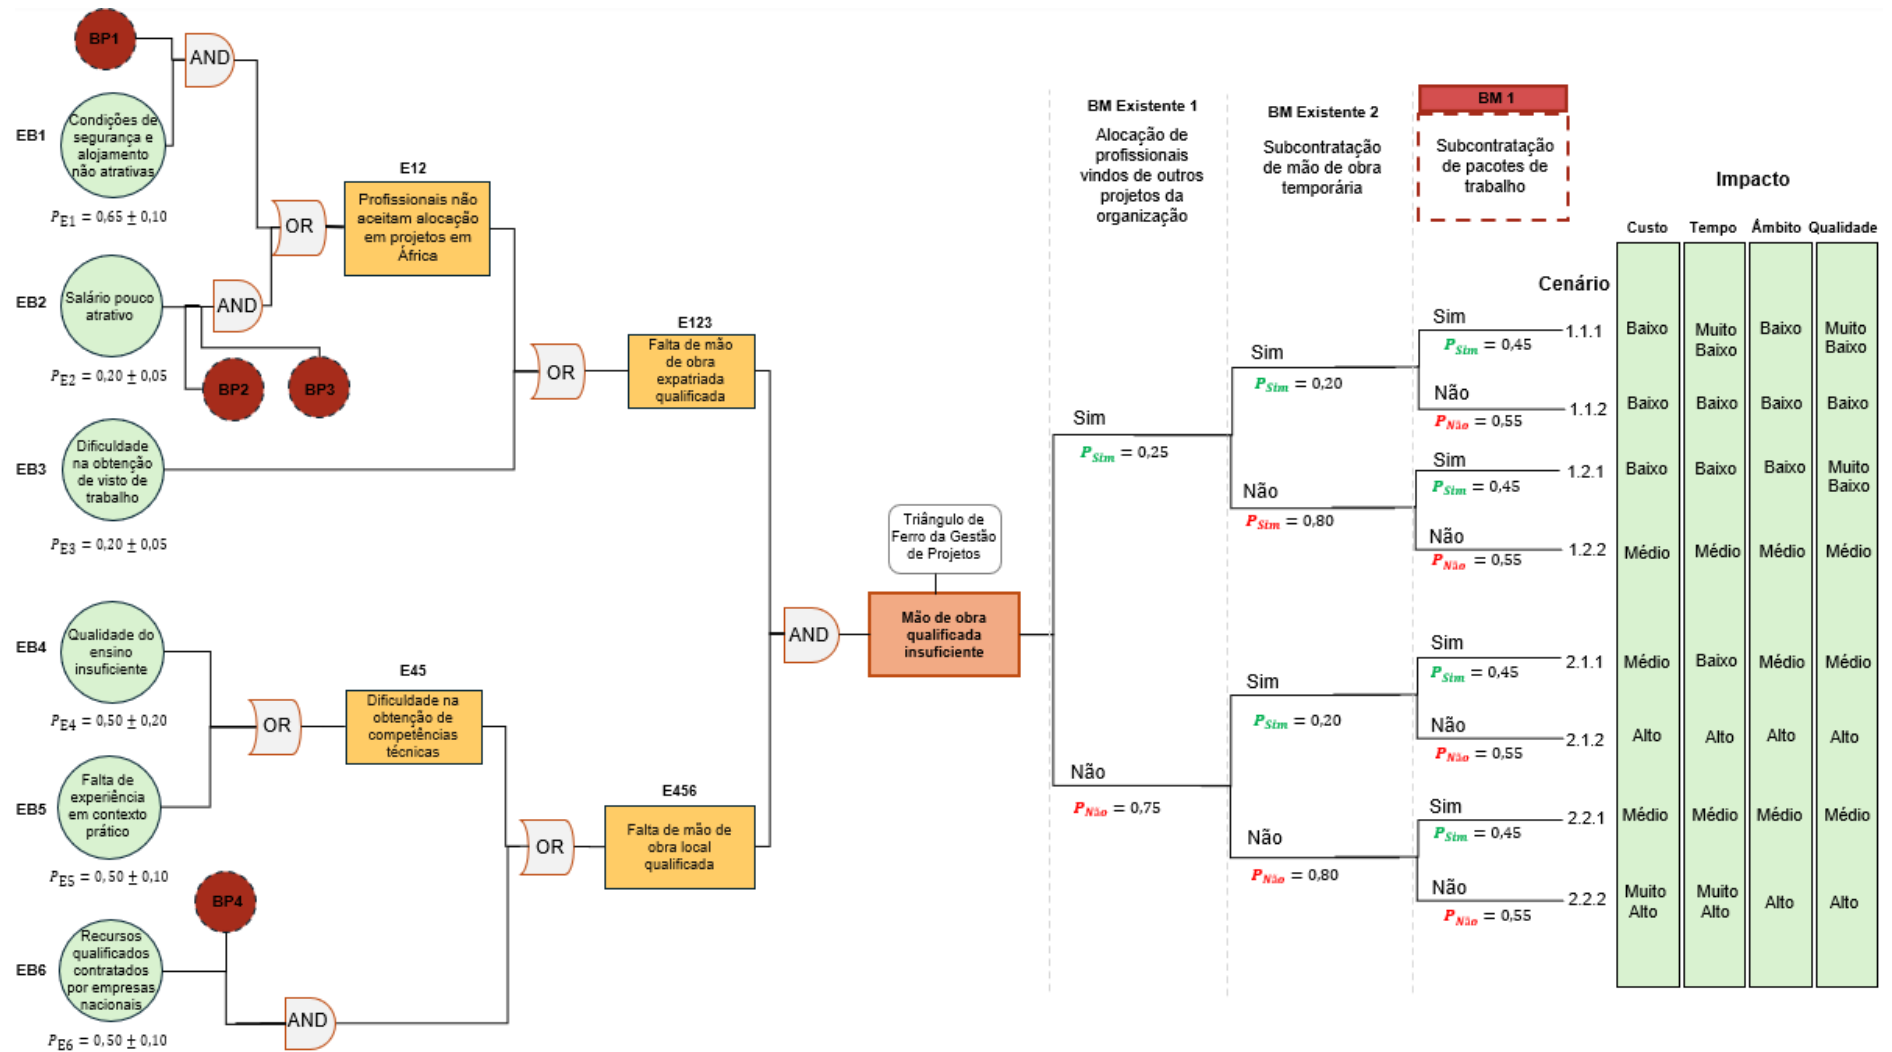 BP1
AND
EB1
Condições de
segurança e
alojamento
não atrativas
P_E1 = 0,65 ± 0,10
EB2
Salário pouco
atrativo
AND
P_E2 = 0,20 ± 0,05
BP2
BP3
OR
E12
Profissionais não
aceitam alocação
em projetos em
África
EB3
Dificuldade
na obtenção
de visto de
trabalho
P_E3 = 0,20 ± 0,05
OR
E123
Falta de mão
de obra
expatriada
qualificada
EB4
Qualidade do
ensino
insuficiente
P_E4 = 0,50 ± 0,20
EB5
Falta de
experiência
em contexto
prático
P_E5 = 0,50 ± 0,10
OR
E45
Dificuldade na
obtenção de
competências
técnicas
BP4
EB6
Recursos
qualificados
contratados
por empresas
nacionais
P_E6 = 0,50 ± 0,10
AND
OR
E456
Falta de mão de
obra local
qualificada
AND
Triângulo de
Ferro da Gestão
de Projetos
Mão de obra
qualificada
insuficiente
BM Existente 1
Alocação de
profissionais
vindos de outros
projetos da
organização
BM Existente 2
Subcontratação
de mão de obra
temporária
BM 1
Subcontratação
de pacotes de
trabalho
Sim
P_Sim = 0,25
Não
P_Não = 0,75
Sim
P_Sim = 0,20
Não
P_Sim = 0,80
Sim
P_Sim = 0,20
Não
P_Não = 0,80
Sim
P_Sim = 0,45
Não
P_Não = 0,55
Sim
P_Sim = 0,45
Não
P_Não = 0,55
Sim
P_Sim = 0,45
Não
P_Não = 0,55
Sim
P_Sim = 0,45
Não
P_Não = 0,55
Impacto
Cenário Custo Tempo Âmbito Qualidade
1.1.1 Baixo Muito Baixo Baixo Muito Baixo
1.1.2 Baixo Baixo Baixo Baixo
1.2.1 Baixo Baixo Baixo Muito Baixo
1.2.2 Médio Médio Médio Médio
2.1.1 Médio Baixo Médio Médio
2.1.2 Alto Alto Alto Alto
2.2.1 Médio Médio Médio Médio
2.2.2 Muito Alto Muito Alto Alto Alto